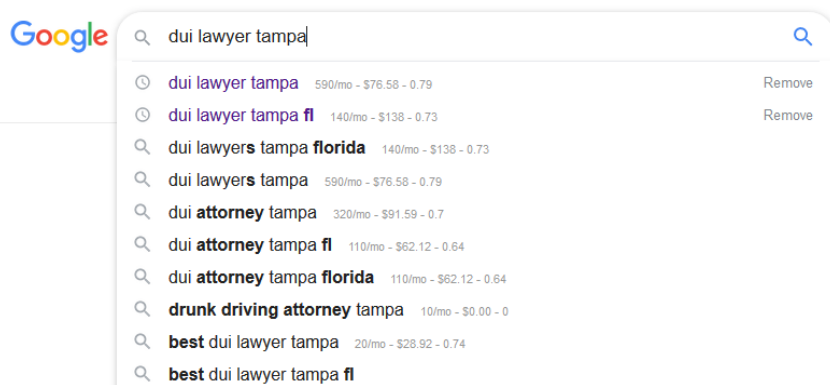 Google dui lawyer tampa
dui lawyer tampa 590/mo - $76.58 - 0.79 Remove
dui lawyer tampa fl 140/mo - $138 - 0.73 Remove
dui lawyers tampa florida 140/mo - $138 - 0.73
dui lawyers tampa 590/mo - $76.58 - 0.79
dui attorney tampa 320/mo - $91.59 - 0.7
dui attorney tampa fl 110/mo - $62.12 - 0.64
dui attorney tampa florida 110/mo - $62.12 - 0.64
drunk driving attorney tampa 10/mo - $0.00 - 0
best dui lawyer tampa 20/mo - $28.92 - 0.74
best dui lawyer tampa fl